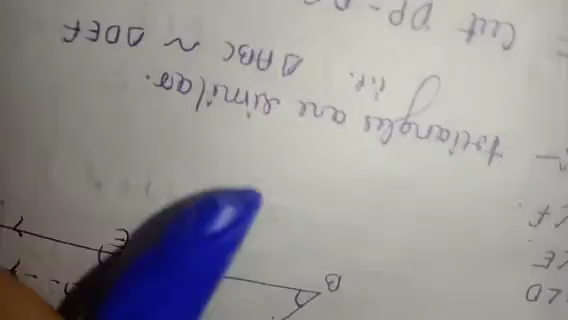 B
E
∠D
∠E
∠F.
triangles are similar.
i.e. ΔABC ~ ΔDEF
Cut DP =